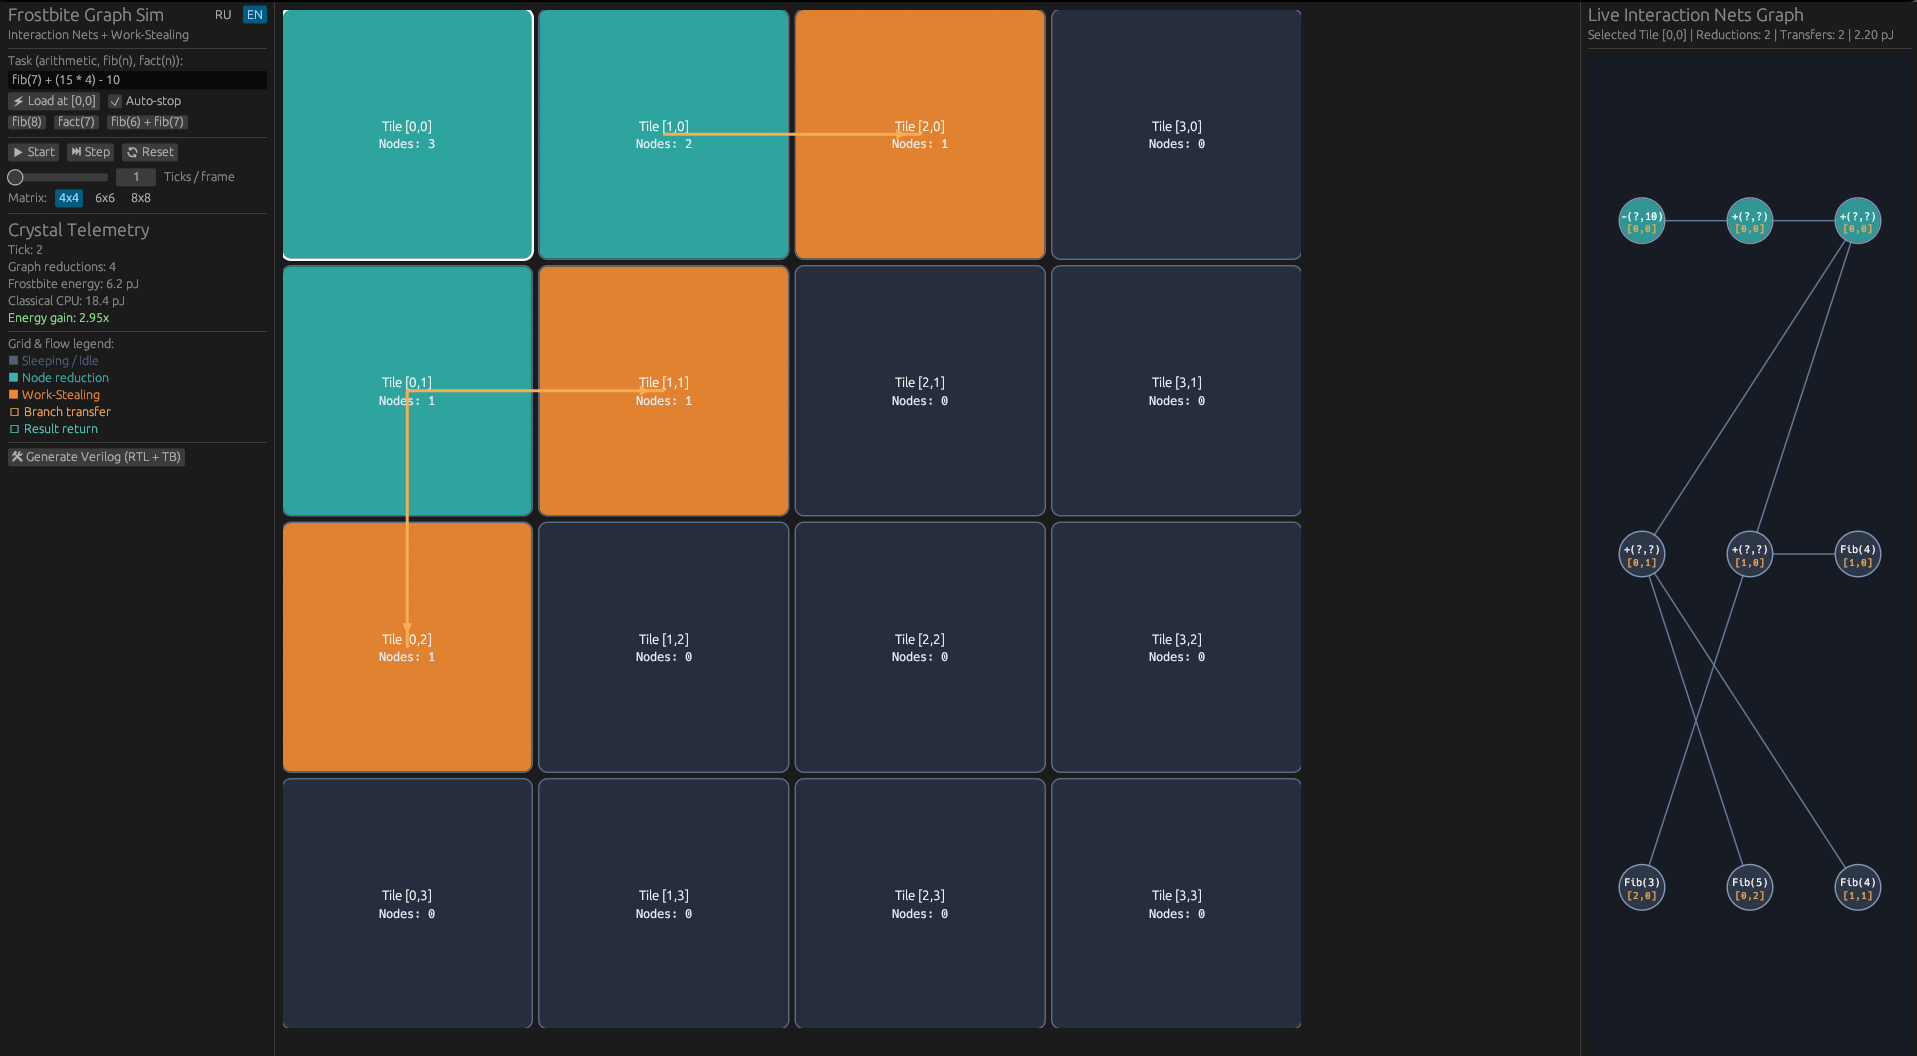 Frostbite Graph Sim RU EN
Interaction Nets + Work-Stealing
Task (arithmetic, fib(n), fact(n)):
fib(7) + (15 * 4) - 10
Load at [0,0] Auto-stop
fib(8) fact(7) fib(6) + fib(7)
Start Step Reset
1 Ticks / frame
Matrix: 4x4 6x6 8x8
Crystal Telemetry
Tick: 2
Graph reductions: 4
Frostbite energy: 6.2 pJ
Classical CPU: 18.4 pJ
Energy gain: 2.95x
Grid & flow legend:
Sleeping / Idle
Node reduction
Work-Stealing
Branch transfer
Result return
Generate Verilog (RTL + TB)
Tile [0,0]
Nodes: 3
Tile [1,0]
Nodes: 2
Tile [2,0]
Nodes: 1
Tile [3,0]
Nodes: 0
Tile [0,1]
Nodes: 1
Tile [1,1]
Nodes: 1
Tile [2,1]
Nodes: 0
Tile [3,1]
Nodes: 0
Tile [0,2]
Nodes: 1
Tile [1,2]
Nodes: 0
Tile [2,2]
Nodes: 0
Tile [3,2]
Nodes: 0
Tile [0,3]
Nodes: 0
Tile [1,3]
Nodes: 0
Tile [2,3]
Nodes: 0
Tile [3,3]
Nodes: 0
Live Interaction Nets Graph
Selected Tile [0,0] | Reductions: 2 | Transfers: 2 | 2.20 pJ
-(?,10)
[0,0]
+(?,?)
[0,0]
+(?,?)
[0,0]
+(?,?)
[0,1]
+(?,?)
[1,0]
Fib(4)
[1,0]
Fib(3)
[2,0]
Fib(5)
[0,2]
Fib(4)
[1,1]